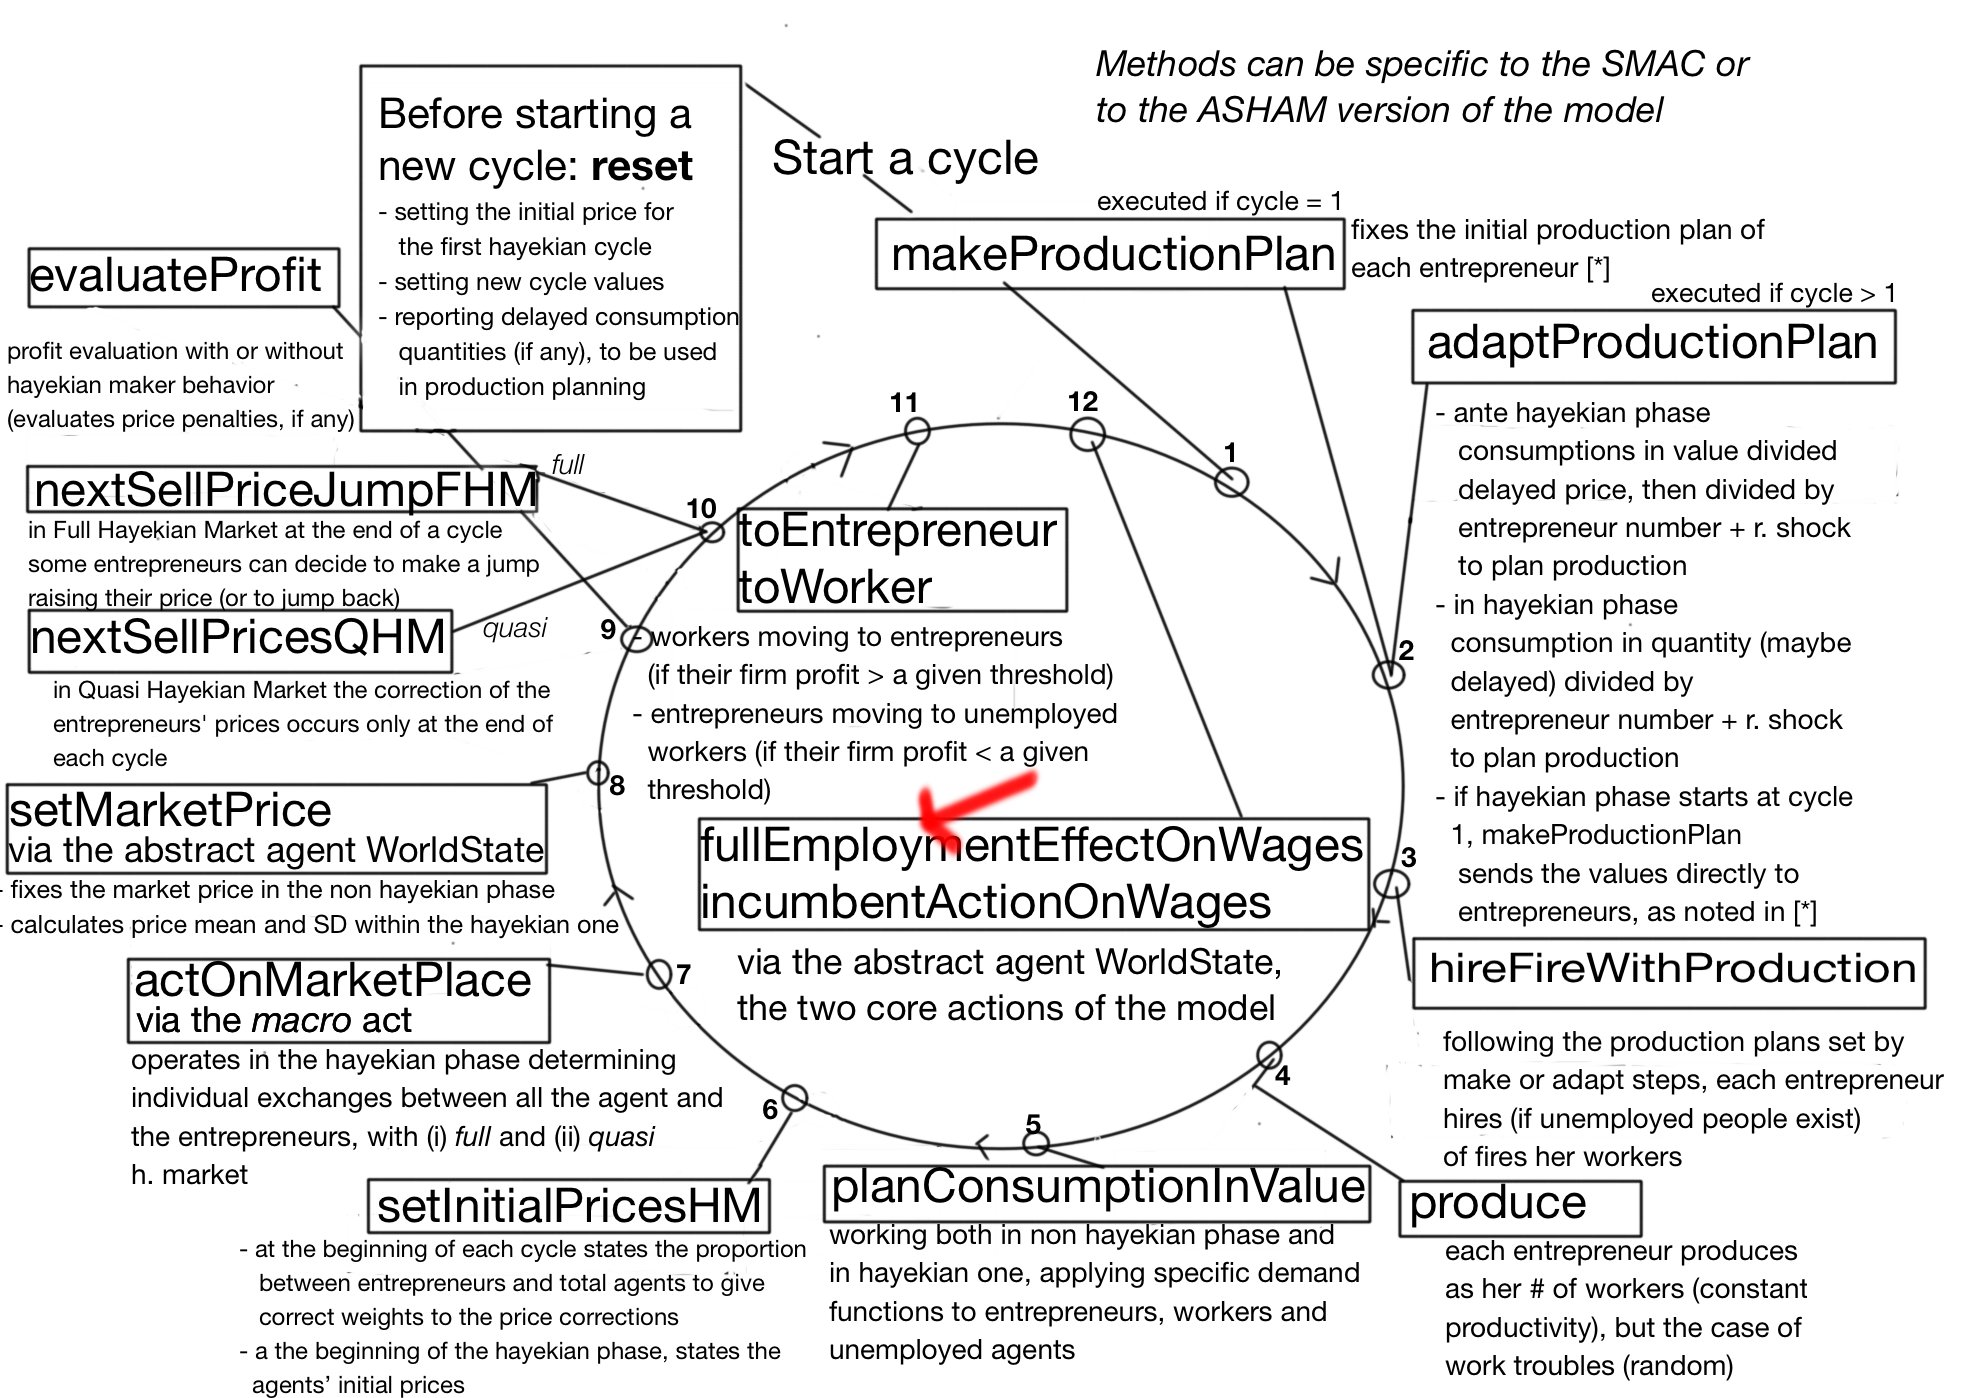 Methods can be specific to the SMAC or
to the ASHAM version of the model
Before starting a
new cycle: reset
- setting the initial price for
the first hayekian cycle
- setting new cycle values
- reporting delayed consumption
quantities (if any), to be used
in production planning
Start a cycle
executed if cycle = 1
makeProductionPlan
fixes the initial production plan of
each entrepreneur [*]
executed if cycle > 1
adaptProductionPlan
- ante hayekian phase
consumptions in value divided
delayed price, then divided by
entrepreneur number + r. shock
to plan production
- in hayekian phase
consumption in quantity (maybe
delayed) divided by
entrepreneur number + r. shock
to plan production
- if hayekian phase starts at cycle
1, makeProductionPlan
sends the values directly to
entrepreneurs, as noted in [*]
evaluateProfit
profit evaluation with or without
hayekian maker behavior
(evaluates price penalties, if any)
nextSellPriceJumpFHM
full
in Full Hayekian Market at the end of a cycle
some entrepreneurs can decide to make a jump
raising their price (or to jump back)
nextSellPricesQHM
quasi
in Quasi Hayekian Market the correction of the
entrepreneurs' prices occurs only at the end of
each cycle
11
12
1
10
9
2
8
3
7
4
6
5
toEntrepreneur
toWorker
- workers moving to entrepreneurs
(if their firm profit > a given threshold)
- entrepreneurs moving to unemployed
workers (if their firm profit < a given
threshold)
fullEmploymentEffectOnWages
incumbentActionOnWages
via the abstract agent WorldState,
the two core actions of the model
setMarketPrice
via the abstract agent WorldState
- fixes the market price in the non hayekian phase
- calculates price mean and SD within the hayekian one
actOnMarketPlace
via the macro act
operates in the hayekian phase determining
individual exchanges between all the agent and
the entrepreneurs, with (i) full and (ii) quasi
h. market
hireFireWithProduction
following the production plans set by
make or adapt steps, each entrepreneur
hires (if unemployed people exist)
of fires her workers
setInitialPricesHM
- at the beginning of each cycle states the proportion
between entrepreneurs and total agents to give
correct weights to the price corrections
- a the beginning of the hayekian phase, states the
agents’ initial prices
planConsumptionInValue
working both in non hayekian phase and
in hayekian one, applying specific demand
functions to entrepreneurs, workers and
unemployed agents
produce
each entrepreneur produces
as her # of workers (constant
productivity), but the case of
work troubles (random)